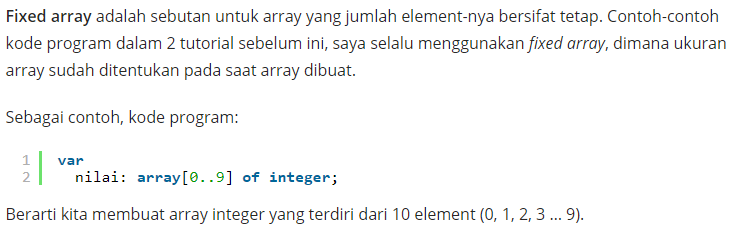 Fixed array adalah sebutan untuk array yang jumlah element-nya bersifat tetap. Contoh-contoh
kode program dalam 2 tutorial sebelum ini, saya selalu menggunakan fixed array, dimana ukuran
array sudah ditentukan pada saat array dibuat.
Sebagai contoh, kode program:
1 var
2 nilai: array[0..9] of integer;
Berarti kita membuat array integer yang terdiri dari 10 element (0, 1, 2, 3 ... 9).